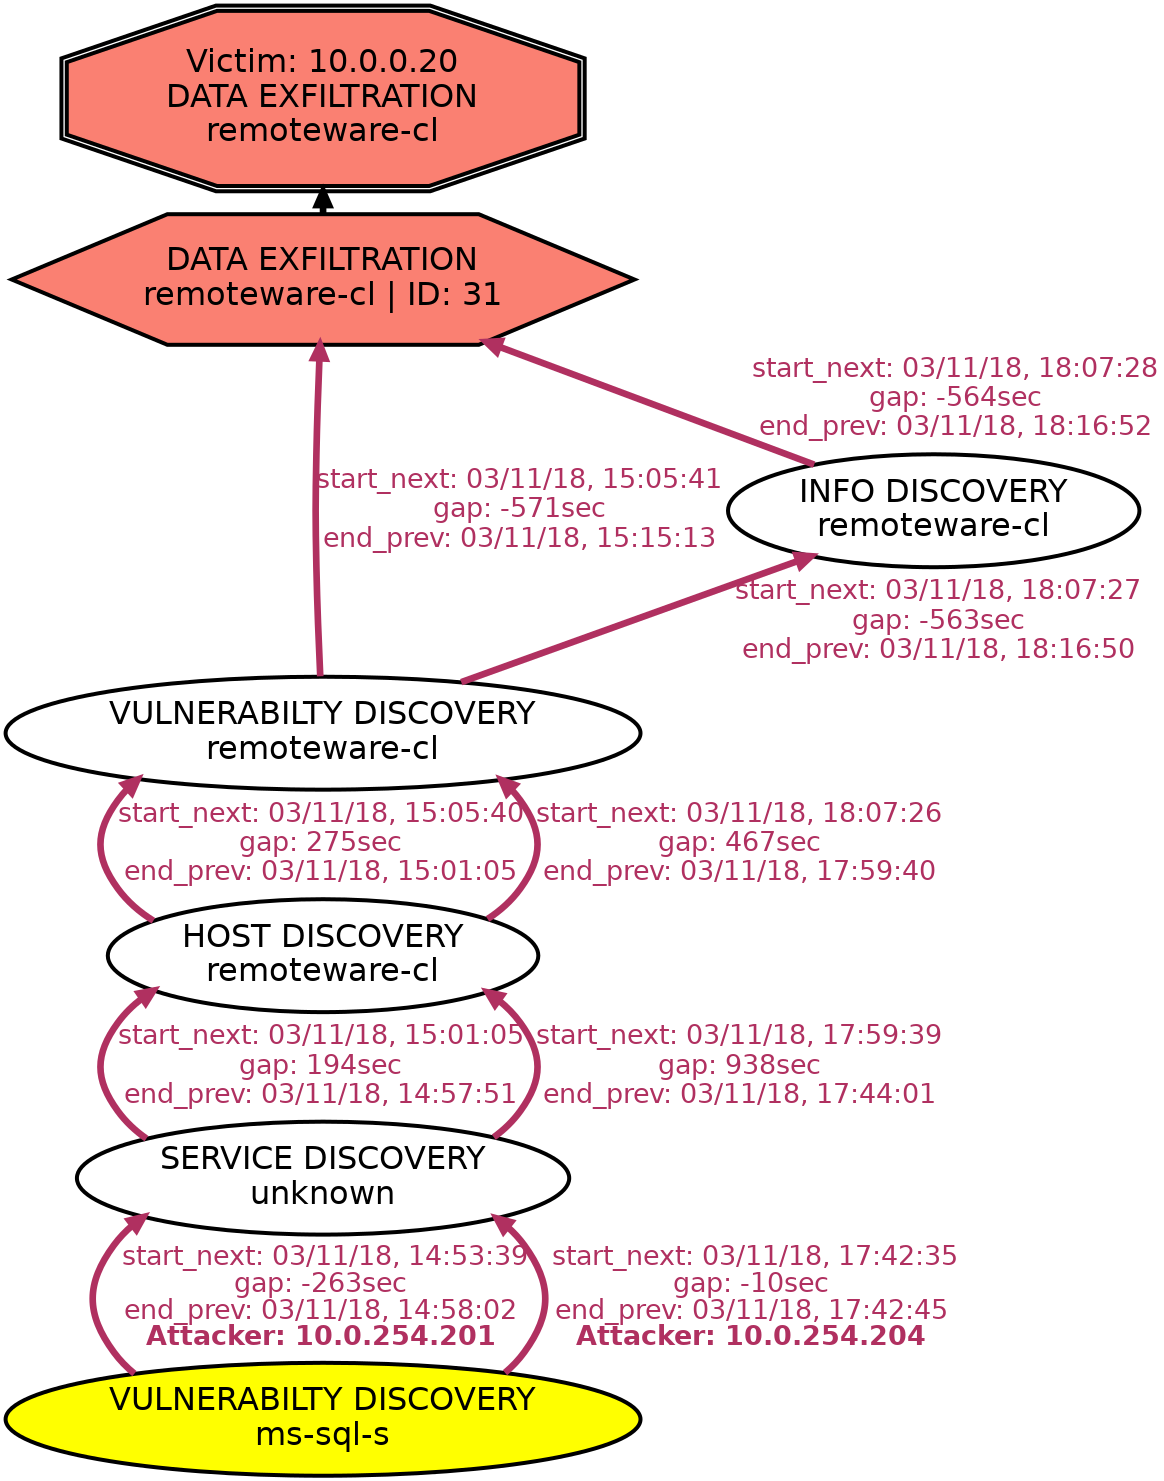 Victim: 10.0.0.20
DATA EXFILTRATION
remoteware-cl
DATA EXFILTRATION
remoteware-cl | ID: 31
start_next: 03/11/18, 18:07:28
gap: -564sec
end_prev: 03/11/18, 18:16:52
start_next: 03/11/18, 15:05:41
gap: -571sec
end_prev: 03/11/18, 15:15:13
INFO DISCOVERY
remoteware-cl
start_next: 03/11/18, 18:07:27
gap: -563sec
end_prev: 03/11/18, 18:16:50
VULNERABILTY DISCOVERY
remoteware-cl
start_next: 03/11/18, 15:05:40
gap: 275sec
end_prev: 03/11/18, 15:01:05
start_next: 03/11/18, 18:07:26
gap: 467sec
end_prev: 03/11/18, 17:59:40
HOST DISCOVERY
remoteware-cl
start_next: 03/11/18, 15:01:05
gap: 194sec
end_prev: 03/11/18, 14:57:51
start_next: 03/11/18, 17:59:39
gap: 938sec
end_prev: 03/11/18, 17:44:01
SERVICE DISCOVERY
unknown
start_next: 03/11/18, 14:53:39
gap: -263sec
end_prev: 03/11/18, 14:58:02
Attacker: 10.0.254.201
start_next: 03/11/18, 17:42:35
gap: -10sec
end_prev: 03/11/18, 17:42:45
Attacker: 10.0.254.204
VULNERABILTY DISCOVERY
ms-sql-s